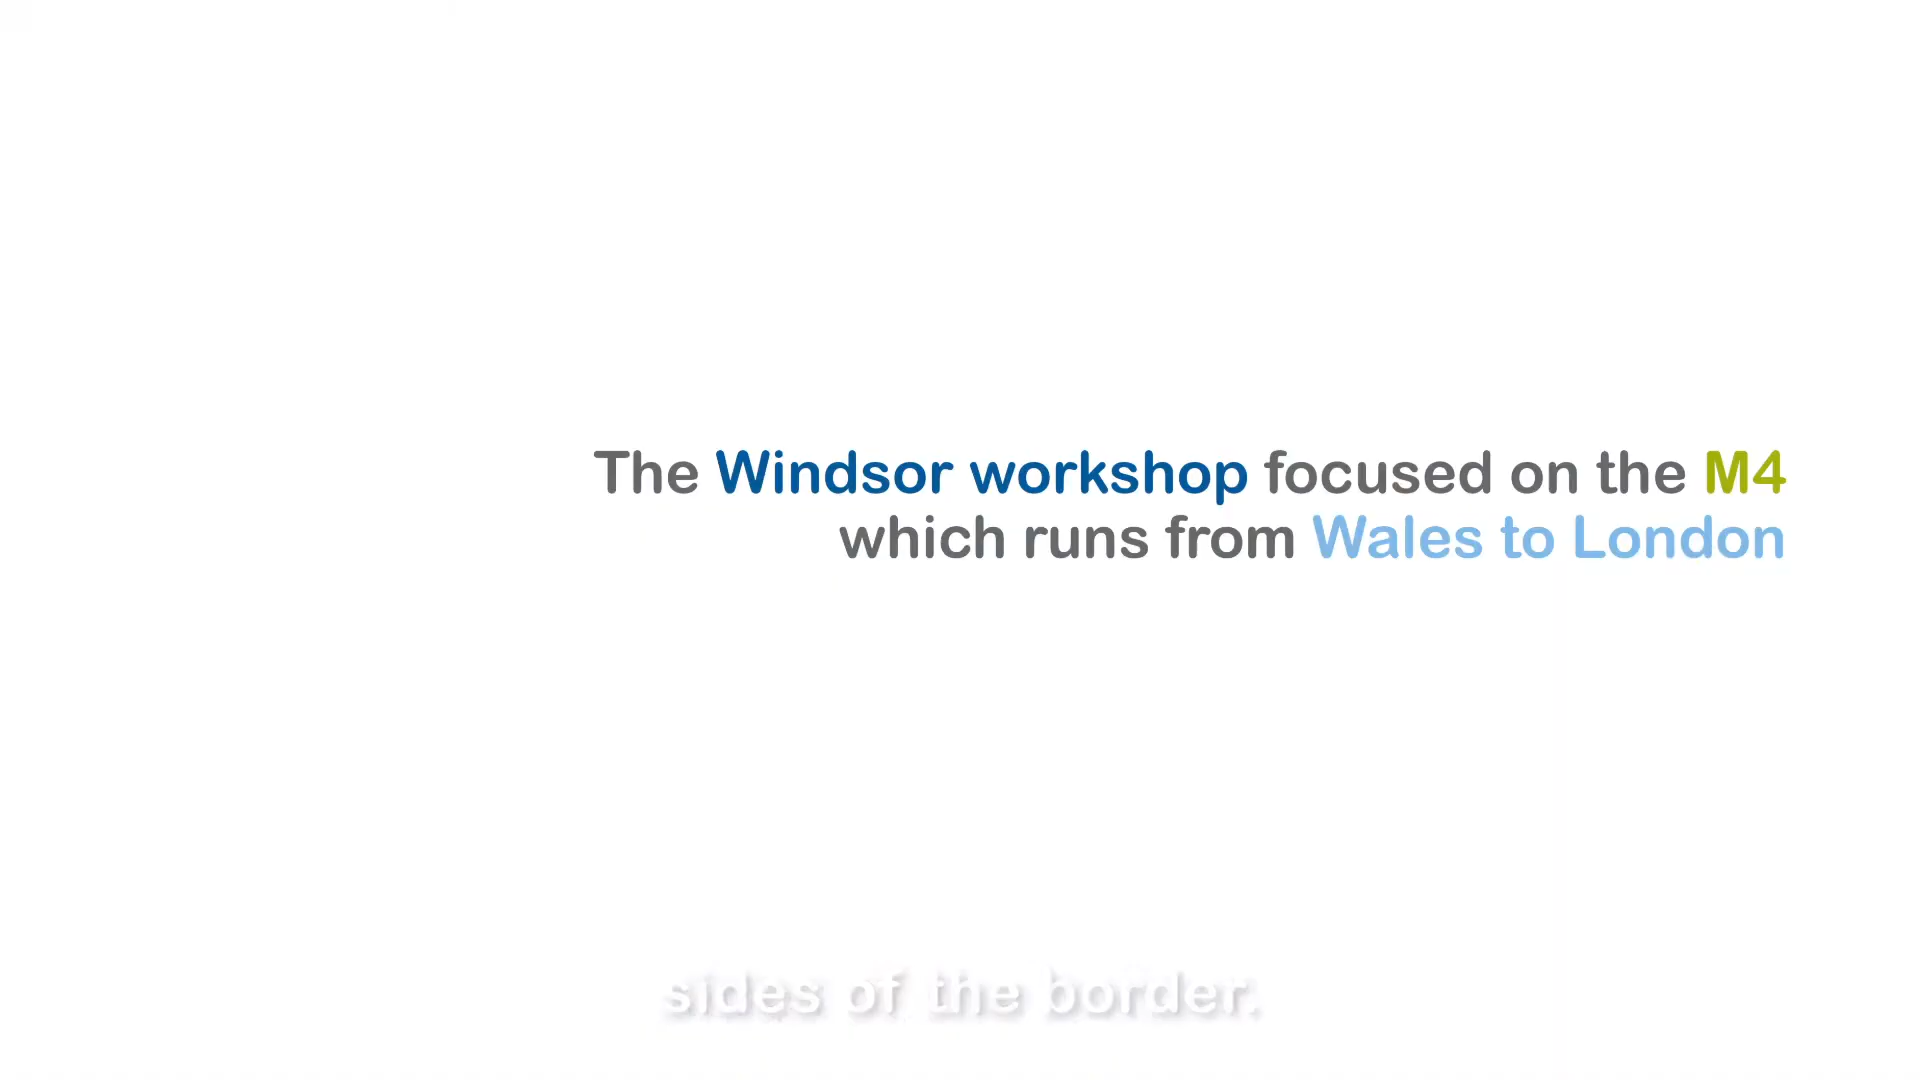 The Windsor workshop focused on the M4
which runs from Wales to London
sides of the border.